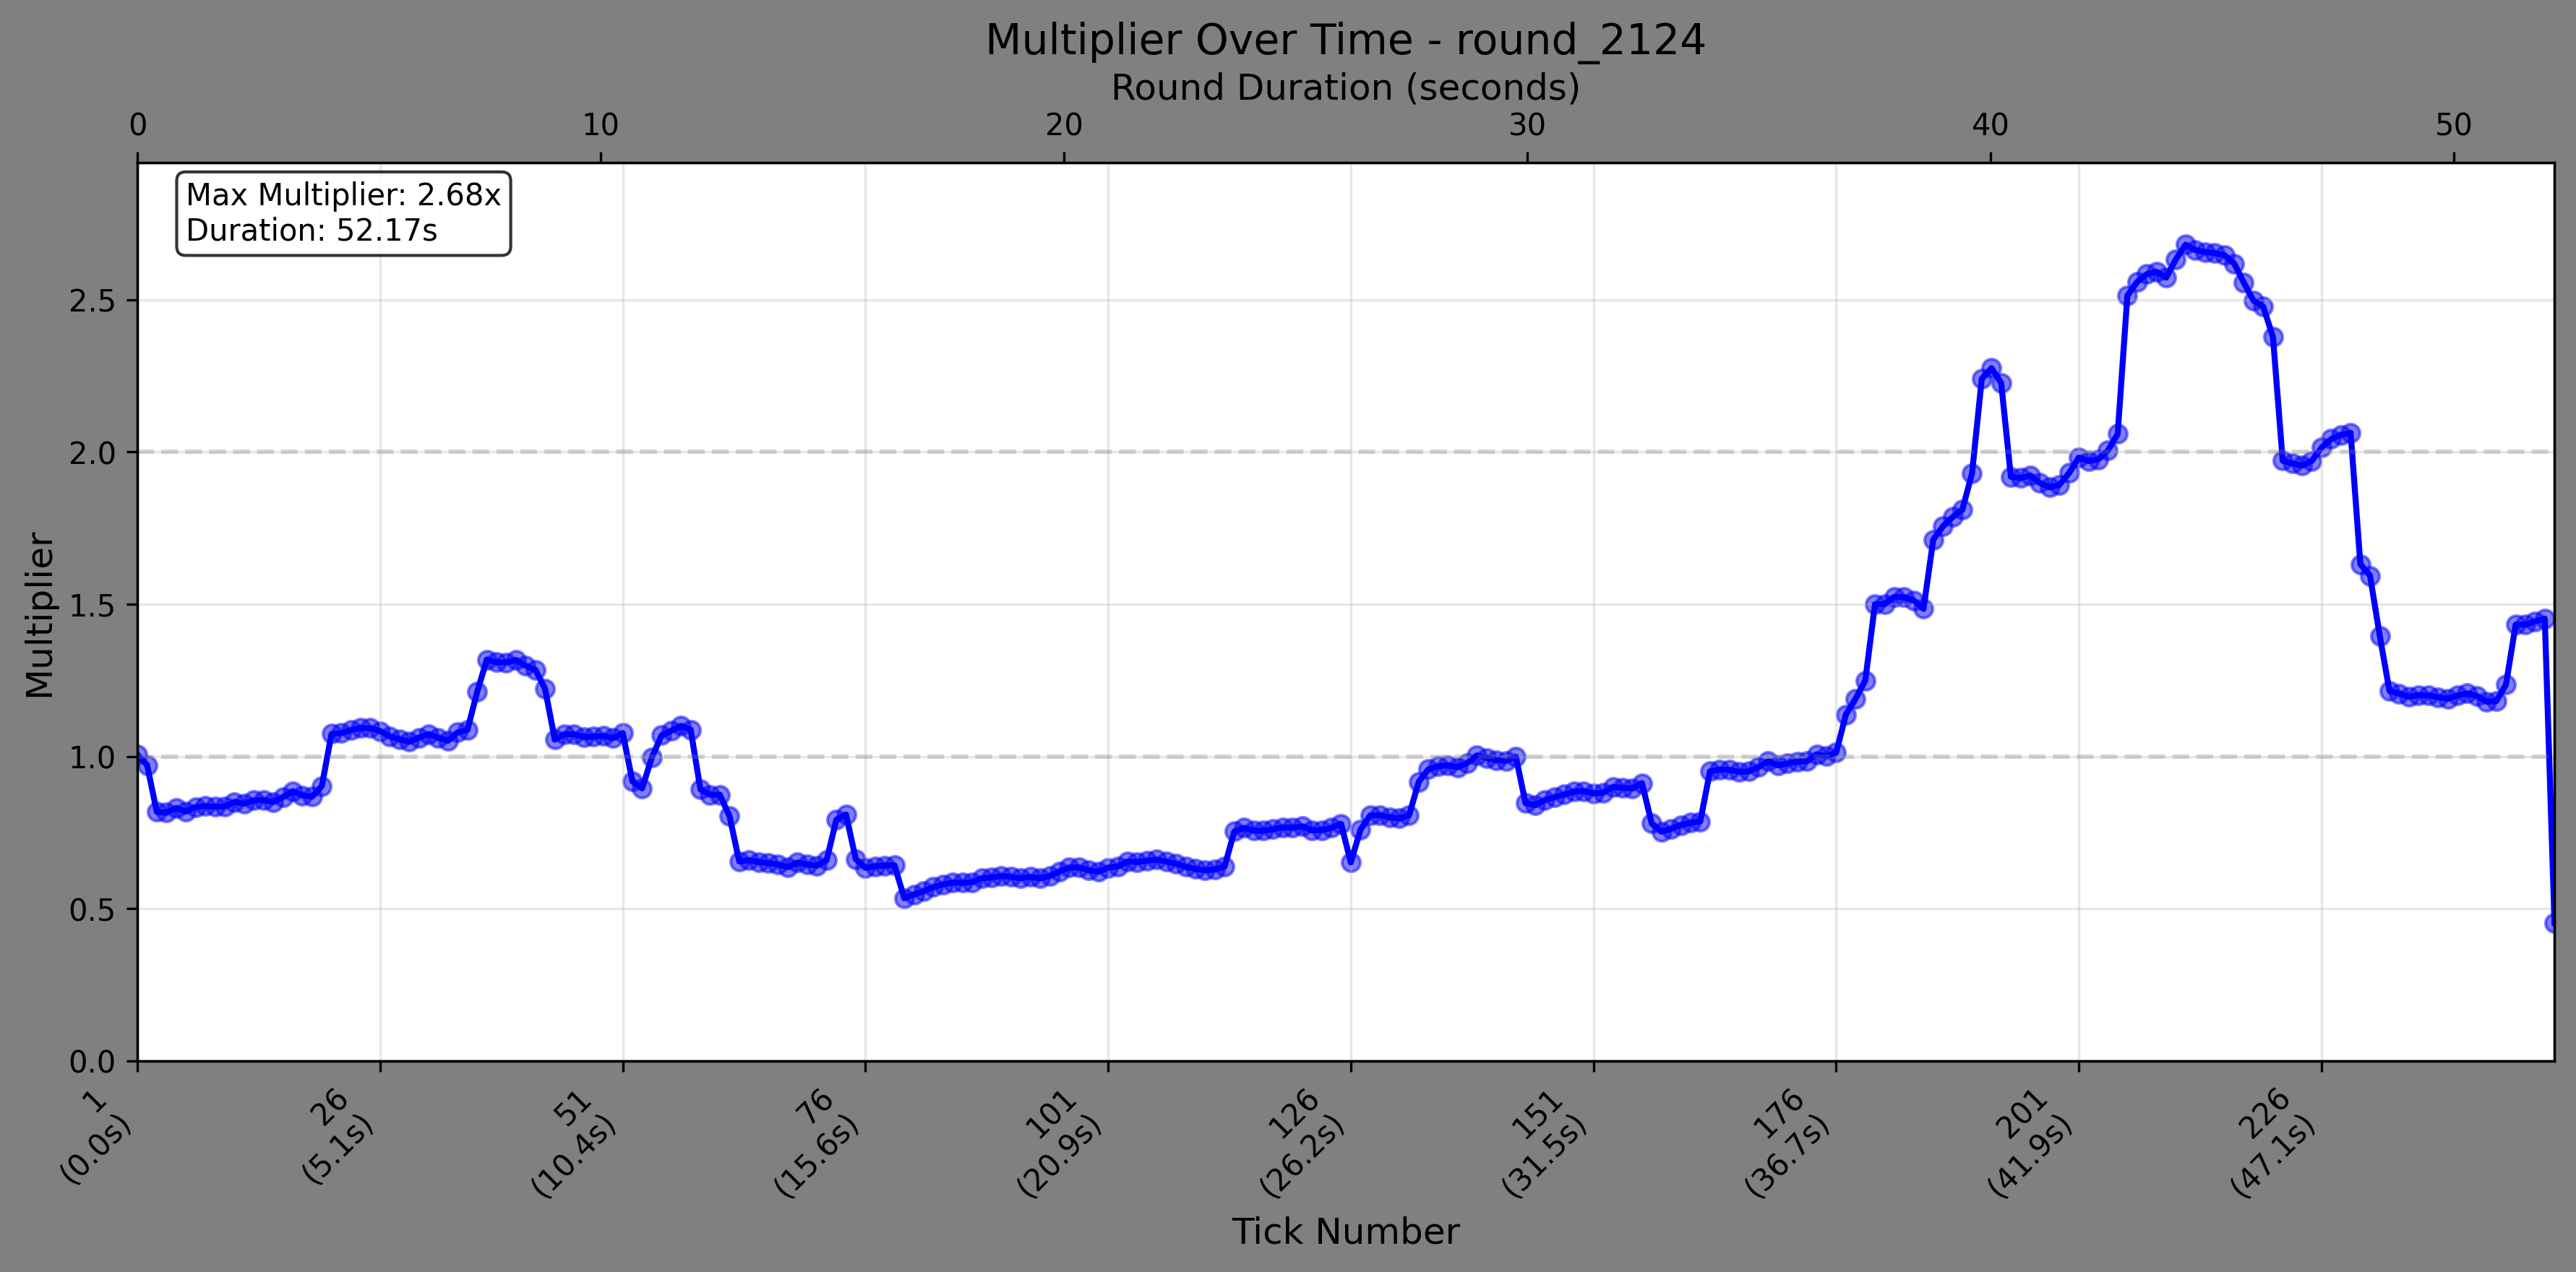 Multiplier Over Time - round_2124
Round Duration (seconds)
0 10 20 30 40 50
Max Multiplier: 2.68x
Duration: 52.17s
Multiplier
2.5
2.0
1.5
1.0
0.5
0.0
1
(0.0s)
26
(5.1s)
51
(10.4s)
76
(15.6s)
101
(20.9s)
126
(26.2s)
151
(31.5s)
176
(36.7s)
201
(41.9s)
226
(47.1s)
Tick Number